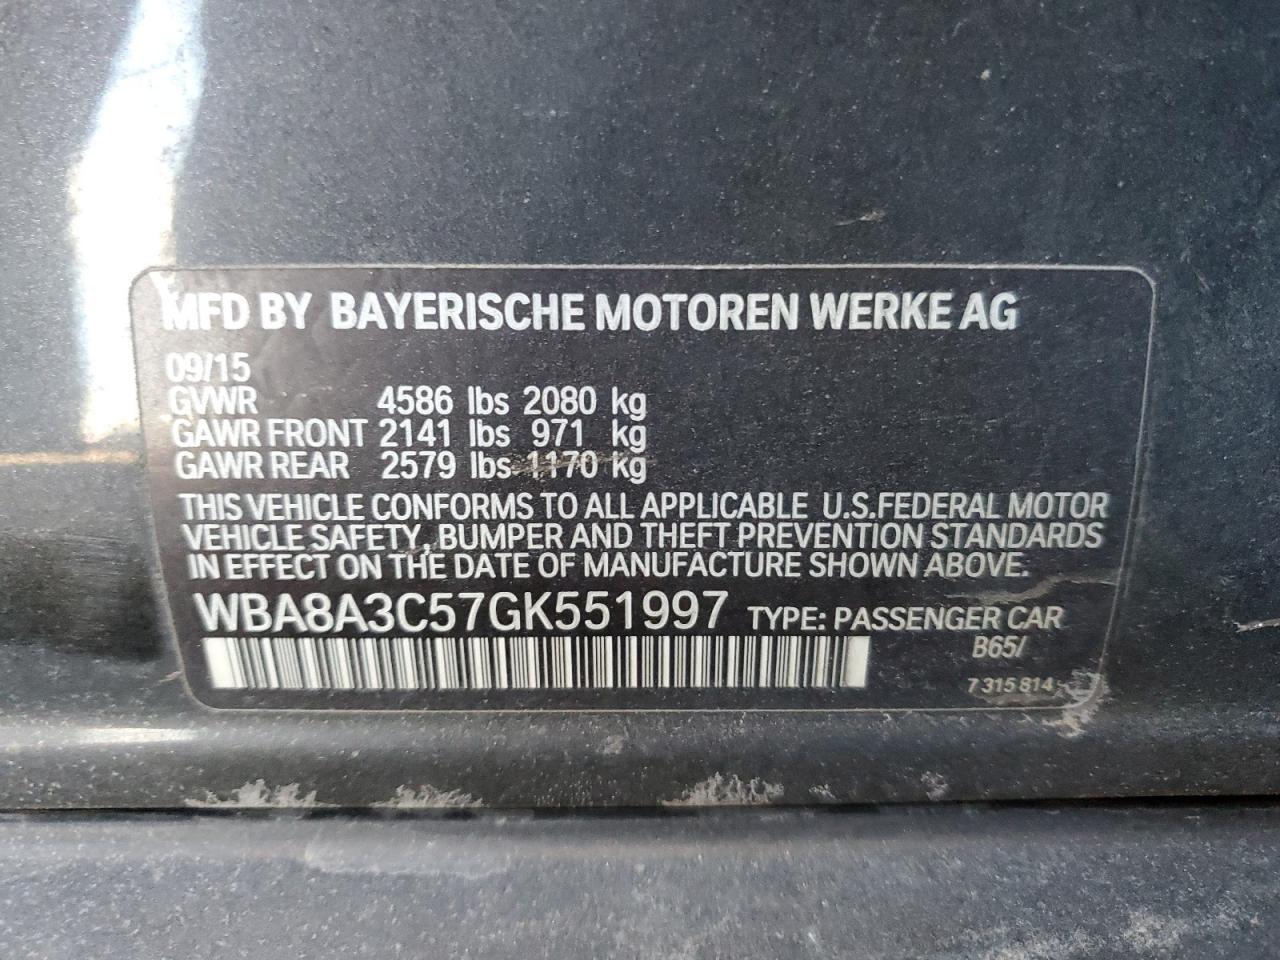 MFD BY BAYERISCHE MOTOREN WERKE AG
09/15
GVWR 4586 lbs 2080 kg
GAWR FRONT 2141 lbs 971 kg
GAWR REAR 2579 lbs 1170 kg
THIS VEHICLE CONFORMS TO ALL APPLICABLE U.S.FEDERAL MOTOR
VEHICLE SAFETY, BUMPER AND THEFT PREVENTION STANDARDS
IN EFFECT ON THE DATE OF MANUFACTURE SHOWN ABOVE.
WBA8A3C57GK551997 TYPE: PASSENGER CAR
B65/
7 315 814